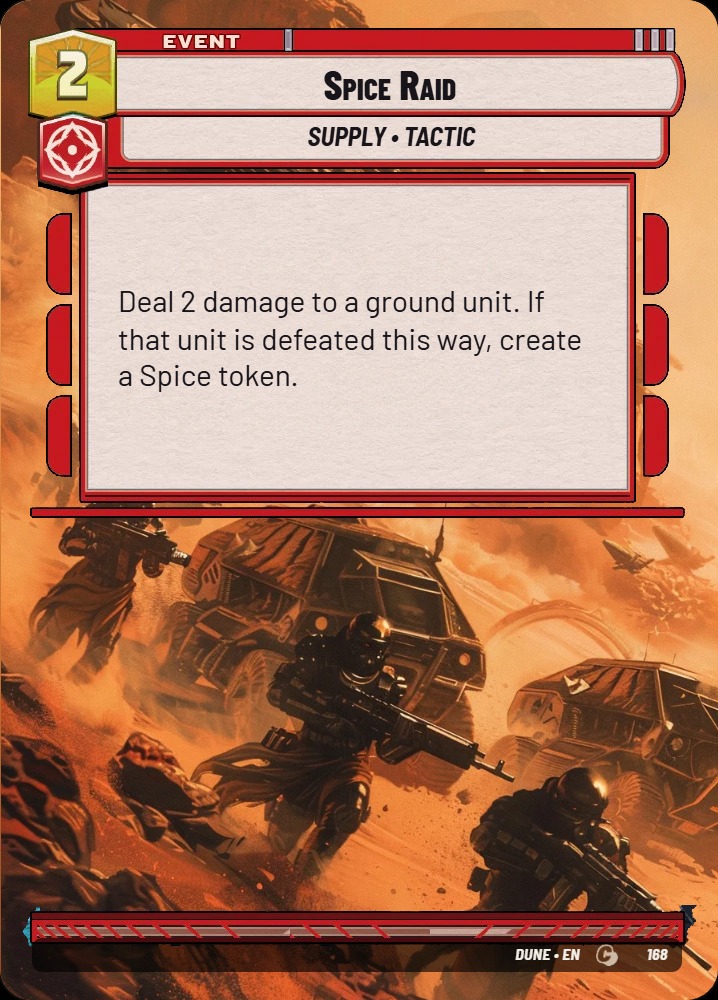 EVENT
2
SPICE RAID
SUPPLY • TACTIC
Deal 2 damage to a ground unit. If
that unit is defeated this way, create
a Spice token.
DUNE • EN C 168